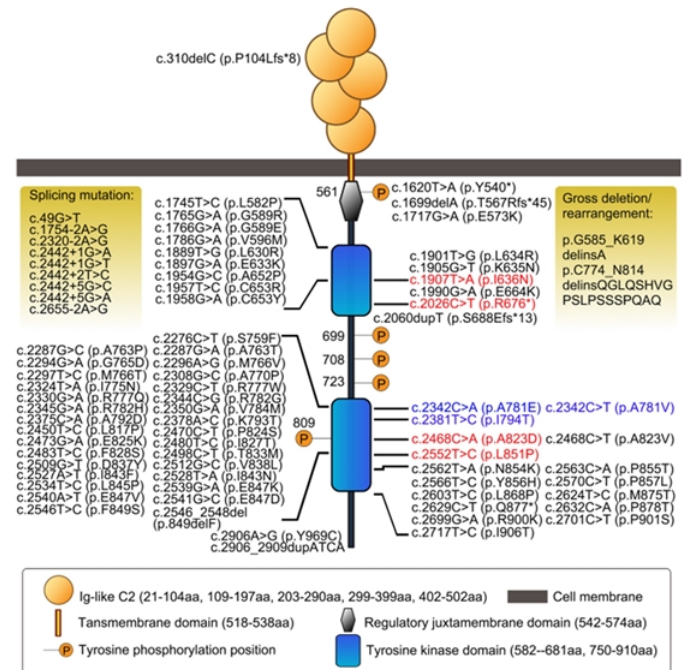 c.310delC (p.P104Lfs*8)
Splicing mutation:
c.49G>T
c.1754-2A>G
c.2320-2A>G
c.2442+1G>A
c.2442+1G>T
c.2442+2T>C
c.2442+5G>C
c.2442+5G>A
c.2655-2A>G
c.1745T>C (p.L582P)
c.1765G>A (p.G589R)
c.1766G>A (p.G589E)
c.1786G>A (p.V596M)
c.1889T>G (p.L630R)
c.1897G>A (p.E633K)
c.1954G>C (p.A652P)
c.1957T>C (p.C653R)
c.1958G>A (p.C653Y)
561
P
c.1620T>A (p.Y540*)
c.1699delA (p.T567Rfs*45)
c.1717G>A (p.E573K)
Gross deletion/
rearrangement:
p.G585_K619
delinsA
p.C774_N814
delinsQGLQSHVG
PSLPSSSPQAQ
c.1901T>G (p.L634R)
c.1905G>T (p.K635N)
c.1907T>A (p.I636N)
c.1990G>A (p.E664K)
c.2026C>T (p.R676*)
c.2060dupT (p.S688Efs*13)
699 P
708 P
723 P
c.2287G>C (p.A763P)
c.2294G>A (p.G765D)
c.2297T>C (p.M766T)
c.2324T>A (p.I775N)
c.2330G>A (p.R777Q)
c.2345G>A (p.R782H)
c.2375C>A (p.A792D)
c.2450T>C (p.L817P)
c.2473G>A (p.E825K)
c.2483T>C (p.F828S)
c.2509G>T (p.D837Y)
c.2527A>T (p.I843F)
c.2534T>C (p.L845P)
c.2540A>T (p.E847V)
c.2546T>C (p.F849S)
c.2276C>T (p.S759F)
c.2287G>A (p.A763T)
c.2296A>G (p.M766V)
c.2308G>C (p.A770P)
c.2329C>T (p.R777W)
c.2344C>G (p.R782G)
c.2350G>A (p.V784M)
c.2378A>C (p.K793T)
c.2470C>T (p.P824S)
c.2480T>C (p.I827T)
c.2498C>T (p.T833M)
c.2512G>C (p.V838L)
c.2528T>A (p.I843N)
c.2539G>A (p.E847K)
c.2541G>C (p.E847D)
c.2546_2548del
(p.849delF)
c.2906A>G (p.Y969C)
c.2906_2909dupATCA
809
P
c.2342C>A (p.A781E) c.2342C>T (p.A781V)
c.2381T>C (p.I794T)
c.2468C>A (p.A823D) c.2468C>T (p.A823V)
c.2552T>C (p.L851P)
c.2562T>A (p.N854K) c.2563C>A (p.P855T)
c.2566T>C (p.Y856H) c.2570C>T (p.P857L)
c.2603T>C (p.L868P) c.2624T>C (p.M875T)
c.2629C>T (p.Q877*) c.2632C>A (p.P878T)
c.2699G>A (p.R900K) c.2701C>T (p.P901S)
c.2717T>C (p.I906T)
Ig-like C2 (21-104aa, 109-197aa, 203-290aa, 299-399aa, 402-502aa)
Cell membrane
Transmembrane domain (518-538aa)
Regulatory juxtamembrane domain (542-574aa)
P Tyrosine phosphorylation position
Tyrosine kinase domain (582--681aa, 750-910aa)